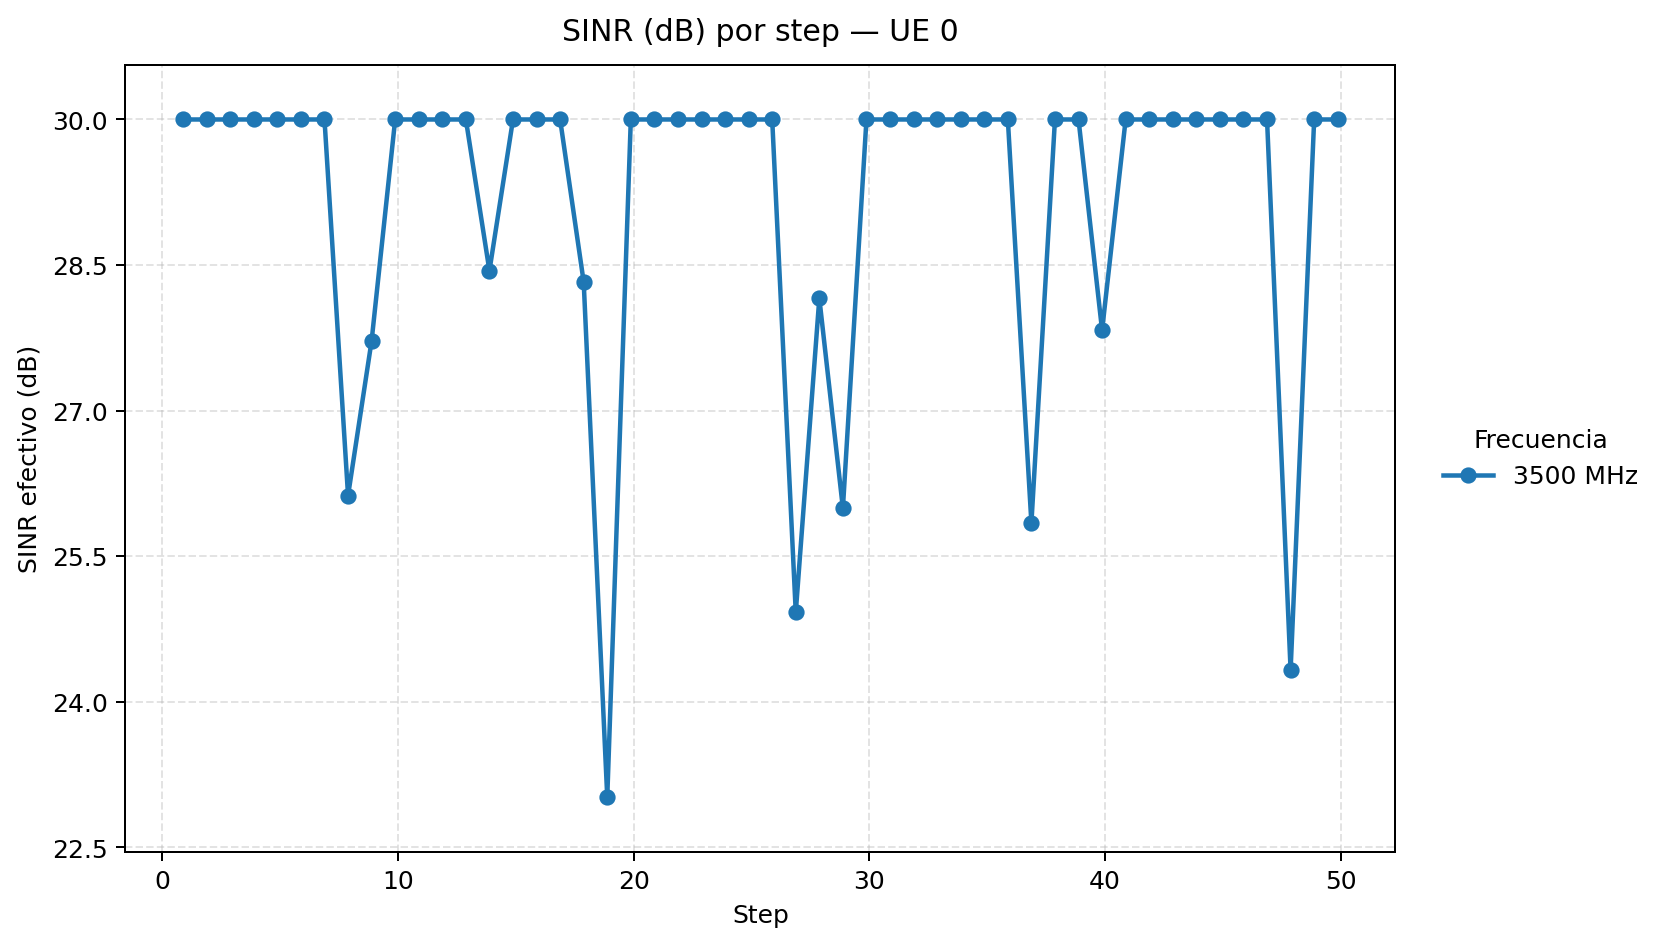 SINR (dB) por step — UE 0
SINR efectivo (dB)
30.0
28.5
27.0
25.5
24.0
22.5
0 10 20 30 40 50
Step
Frecuencia
3500 MHz